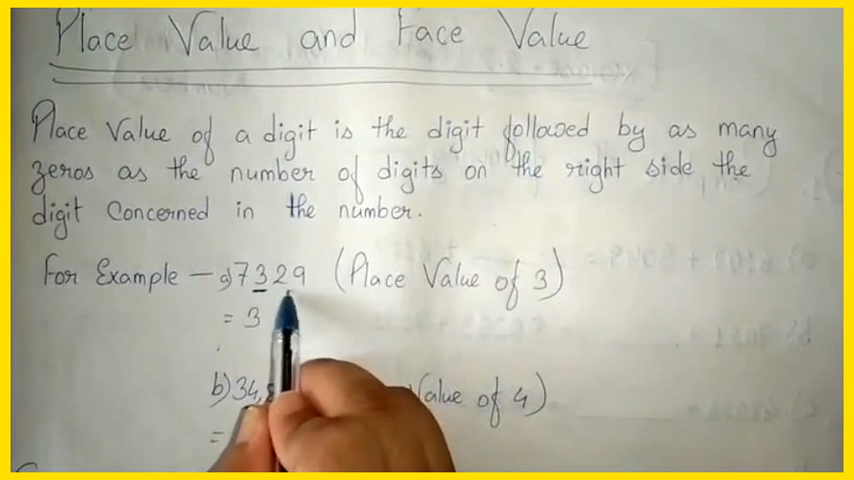 Place Value and Face Value
Place Value of a digit is the digit followed by as many
zeros as the number of digits on the right side the
digit Concerned in the number.
For Example - a) 7329 (Place Value of 3)
= 3
b) 34, Value of 4)
=